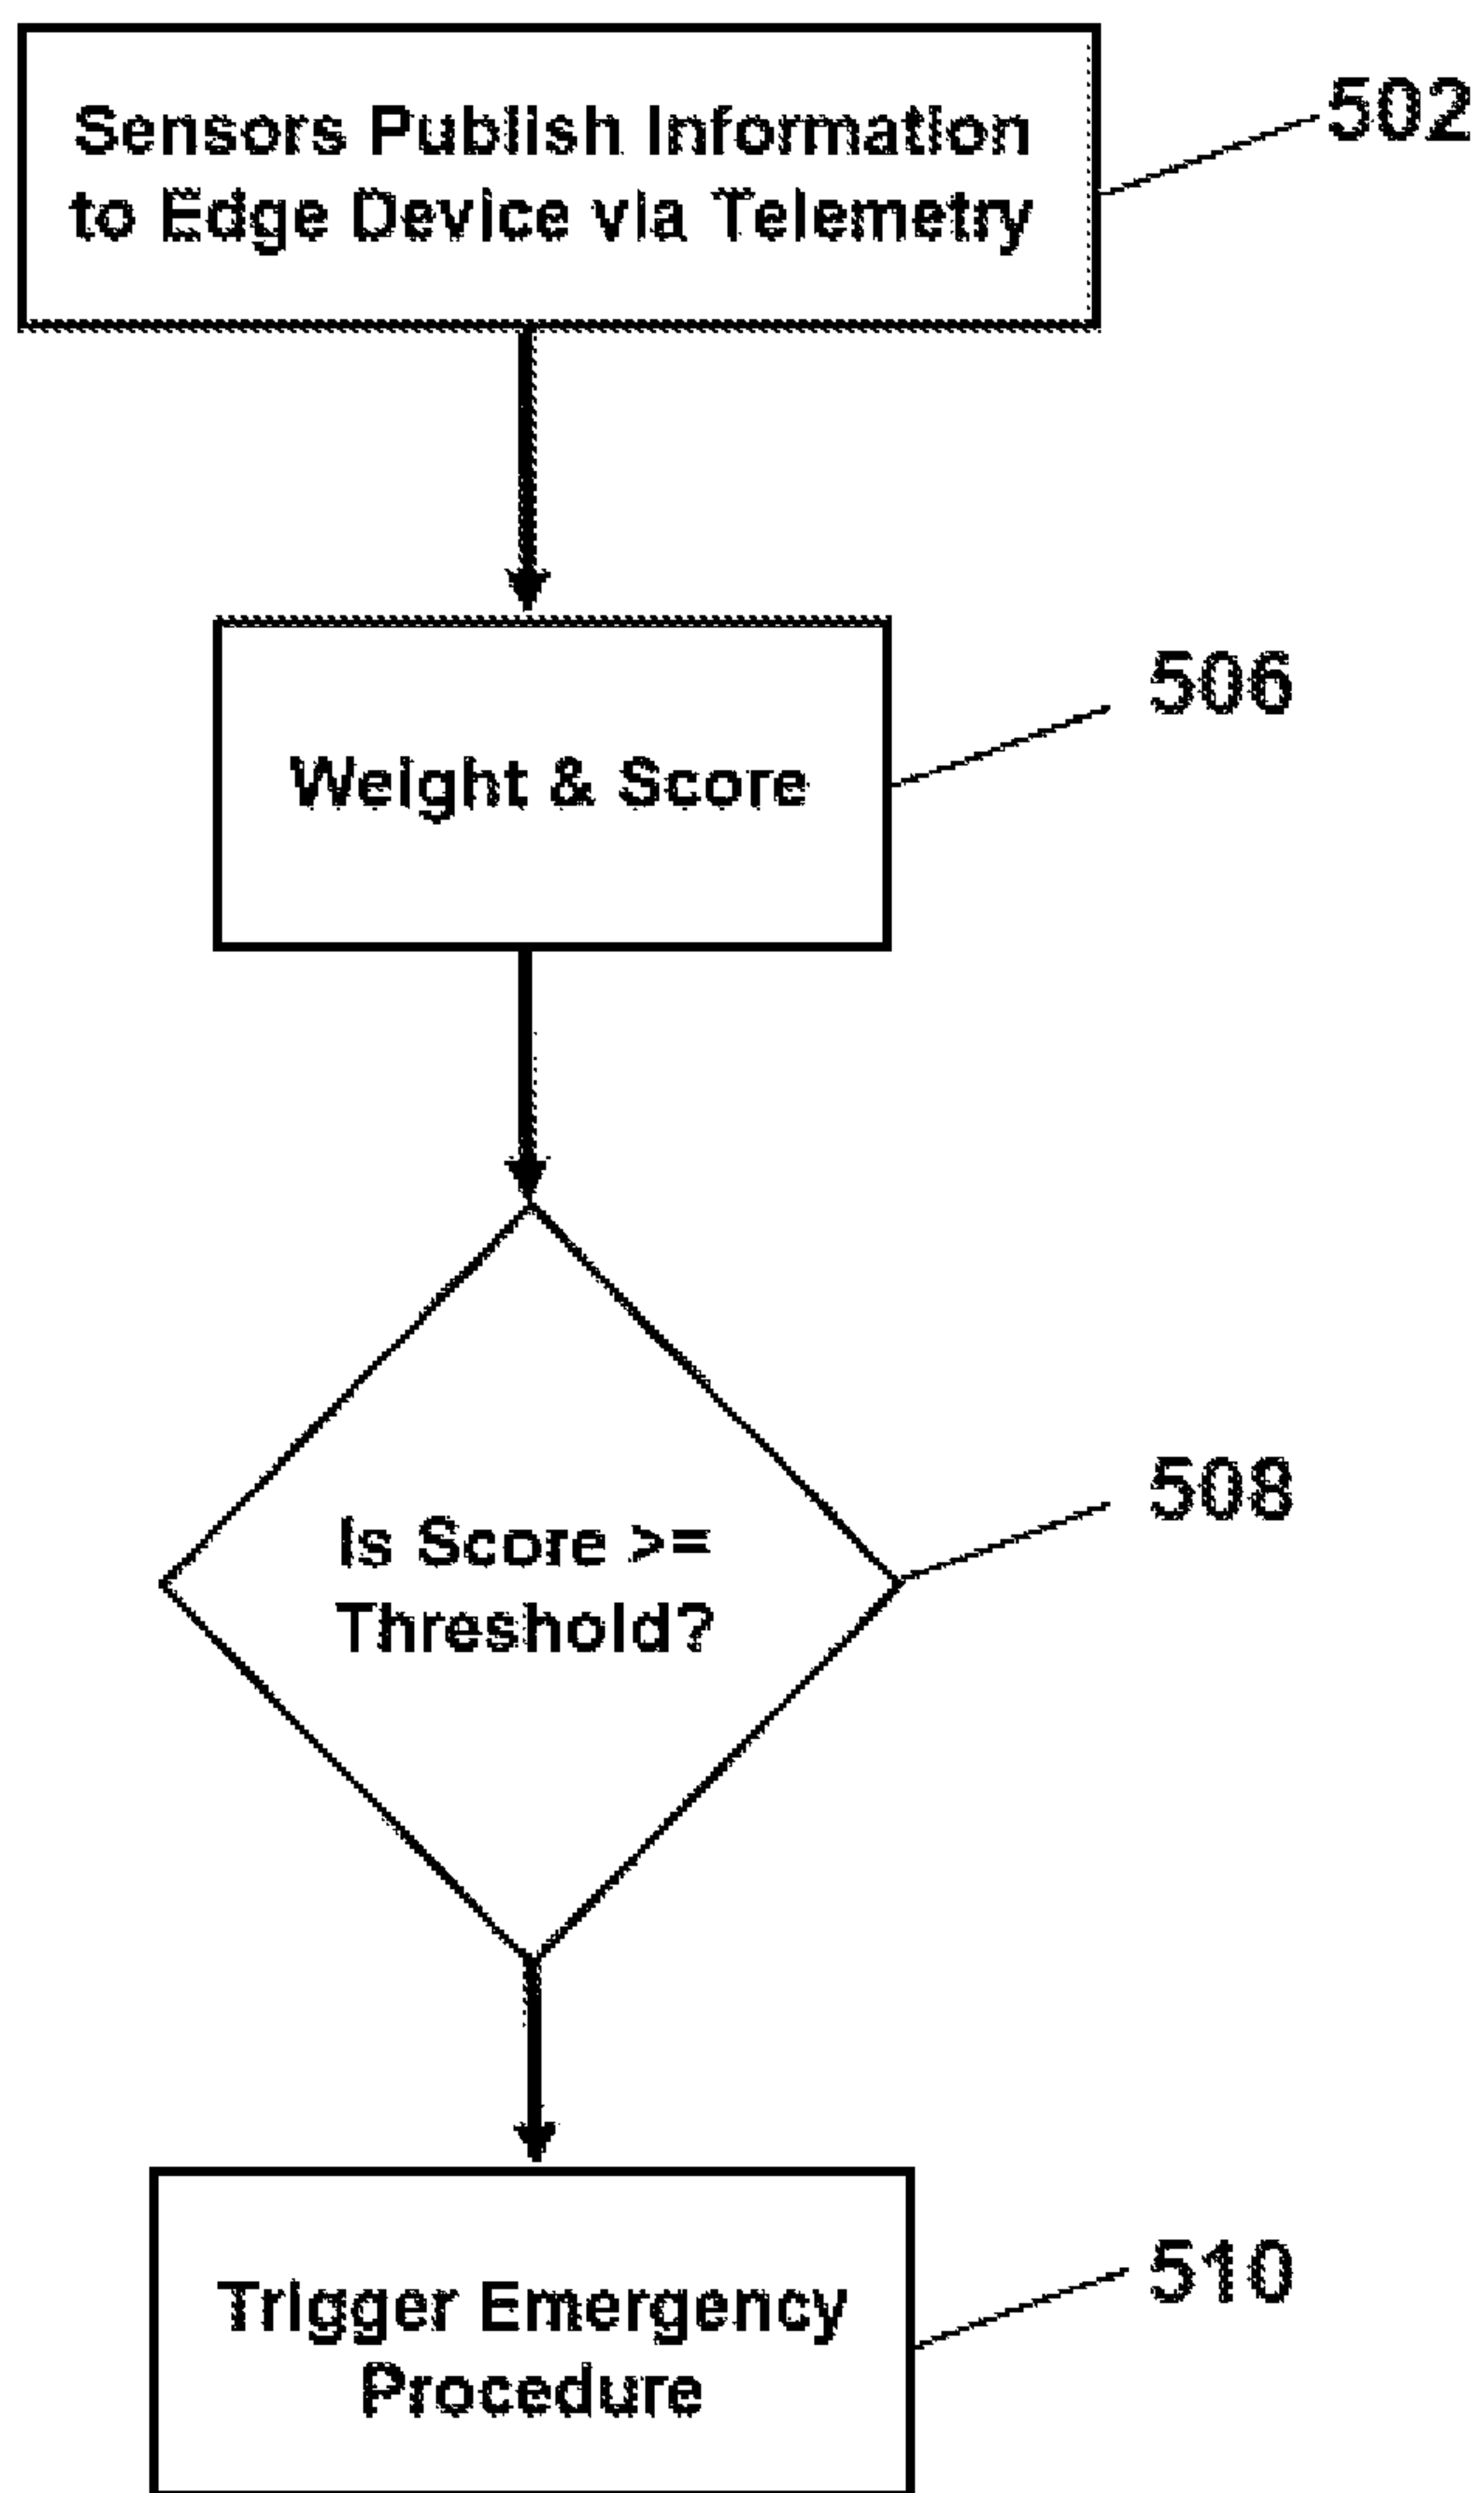 Sensors Publish Information
to Edge Device via Telemetry
502
506
Weight & Score
508
Is Score >=
Threshold?
510
Trigger Emergency
Procedure